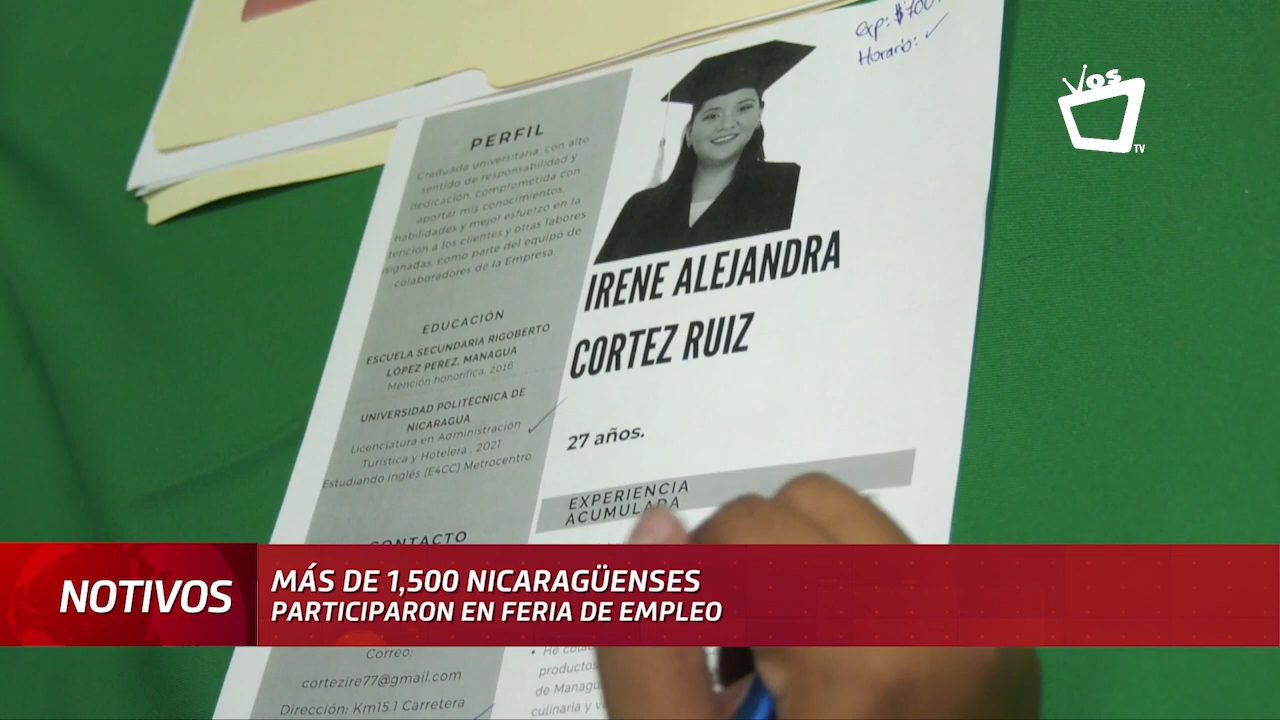 Exp: $700
Horario: ✓
VOS
TV
PERFIL
Graduada universitaria, con alto
sentido de responsabilidad y
dedicación, comprometida con
aportar mis conocimientos,
habilidades y mejor esfuerzo en la
atención a los clientes y otras labores
asignadas, como parte del equipo de
colaboradores de la Empresa.
EDUCACIÓN
ESCUELA SECUNDARIA RIGOBERTO
LÓPEZ PEREZ, MANAGUA
Mención honorífica, 2016
UNIVERSIDAD POLITÉCNICA DE
NICARAGUA
Licenciatura en Administración
Turística y Hotelera , 2021
Estudiando Inglés (E4CC) Metrocentro
CONTACTO
IRENE ALEJANDRA
CORTEZ RUIZ
27 años.
EXPERIENCIA
ACUMULADA
NOTIVOS
MÁS DE 1,500 NICARAGÜENSES
PARTICIPARON EN FERIA DE EMPLEO
Correo:
cortezire77@gmail.com
Dirección: Km15.1 Carretera
• He
productos
de Managu
culinaria y